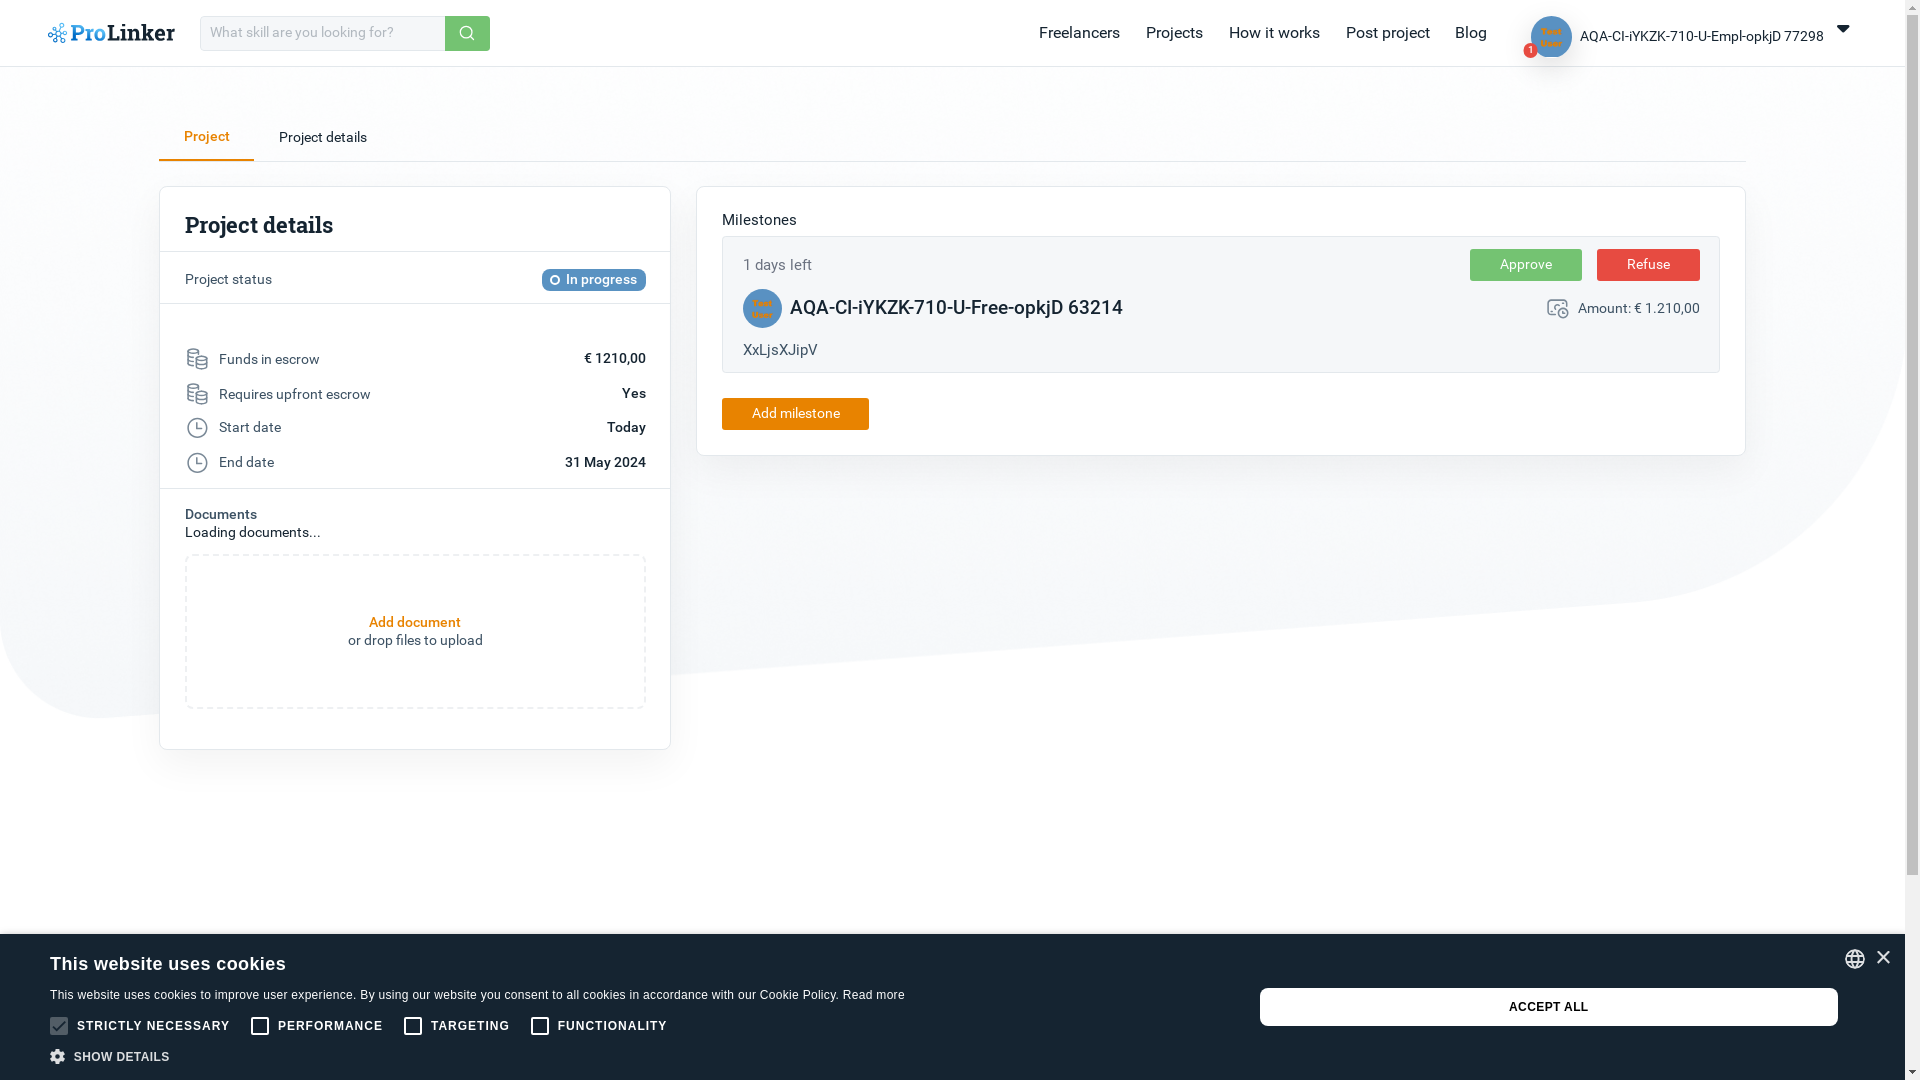 ProLinker
What skill are you looking for?
Freelancers
Projects
How it works
Post project
Blog
Test
User
1
AQA-CI-iYKZK-710-U-Empl-opkjD 77298
Project
Project details
Project details
Project status
In progress
Funds in escrow
€ 1210,00
Requires upfront escrow
Yes
Start date
Today
End date
31 May 2024
Documents
Loading documents...
Add document
or drop files to upload
Milestones
1 days left
Approve
Refuse
Test
User
AQA-CI-iYKZK-710-U-Free-opkjD 63214
Amount: € 1.210,00
XxLjsXJipV
Add milestone
This website uses cookies
This website uses cookies to improve user experience. By using our website you consent to all cookies in accordance with our Cookie Policy. Read more
STRICTLY NECESSARY
PERFORMANCE
TARGETING
FUNCTIONALITY
SHOW DETAILS
ACCEPT ALL